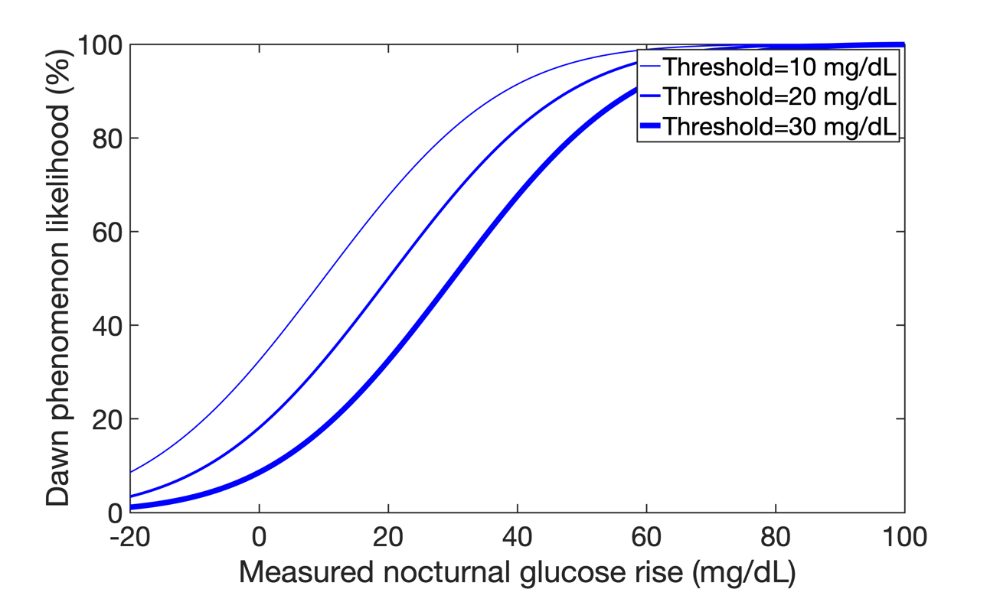 Dawn phenomenon likelihood (%)
100
80
60
40
20
0
Threshold=10 mg/dL
Threshold=20 mg/dL
Threshold=30 mg/dL
-20 0 20 40 60 80 100
Measured nocturnal glucose rise (mg/dL)